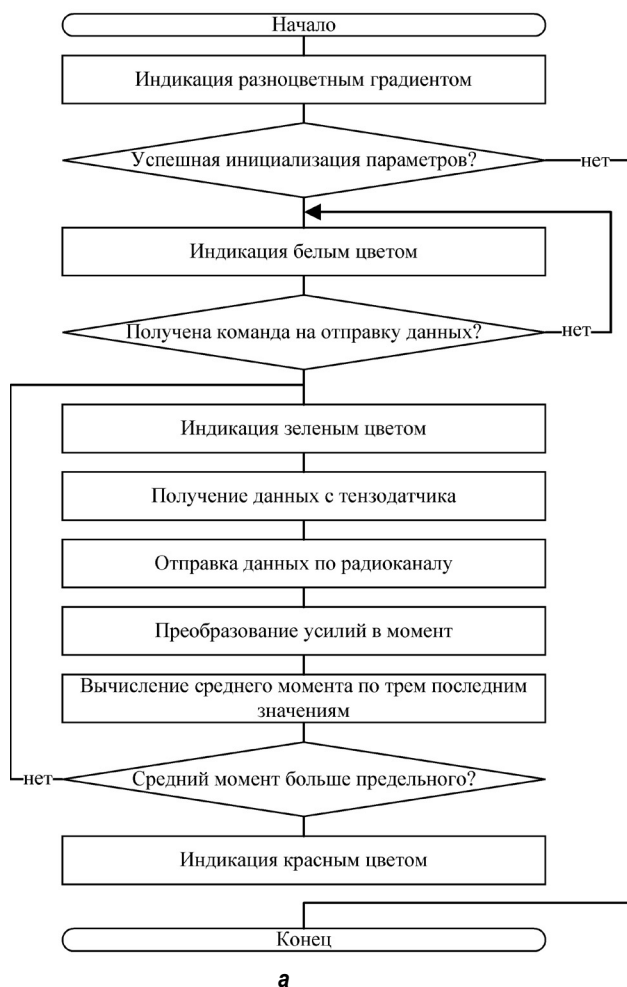 Начало
Индикация разноцветным градиентом
Успешная инициализация параметров?
нет
Индикация белым цветом
Получена команда на отправку данных?
нет
Индикация зеленым цветом
Получение данных с тензодатчика
Отправка данных по радиоканалу
Преобразование усилий в момент
Вычисление среднего момента по трем последним
значениям
нет
Средний момент больше предельного?
Индикация красным цветом
Конец
а